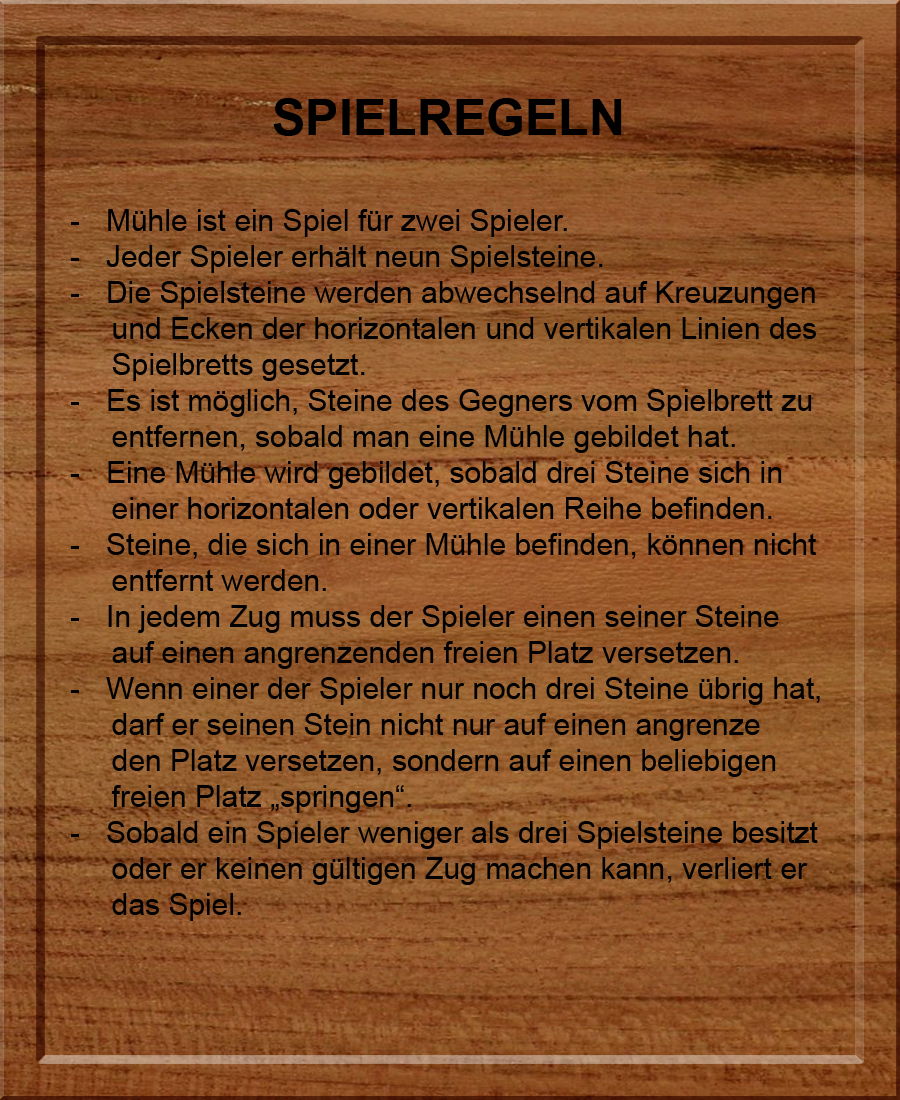 SPIELREGELN
- Mühle ist ein Spiel für zwei Spieler.
- Jeder Spieler erhält neun Spielsteine.
- Die Spielsteine werden abwechselnd auf Kreuzungen
und Ecken der horizontalen und vertikalen Linien des
Spielbretts gesetzt.
- Es ist möglich, Steine des Gegners vom Spielbrett zu
entfernen, sobald man eine Mühle gebildet hat.
- Eine Mühle wird gebildet, sobald drei Steine sich in
einer horizontalen oder vertikalen Reihe befinden.
- Steine, die sich in einer Mühle befinden, können nicht
entfernt werden.
- In jedem Zug muss der Spieler einen seiner Steine
auf einen angrenzenden freien Platz versetzen.
- Wenn einer der Spieler nur noch drei Steine übrig hat,
darf er seinen Stein nicht nur auf einen angrenze
den Platz versetzen, sondern auf einen beliebigen
freien Platz „springen“.
- Sobald ein Spieler weniger als drei Spielsteine besitzt
oder er keinen gültigen Zug machen kann, verliert er
das Spiel.